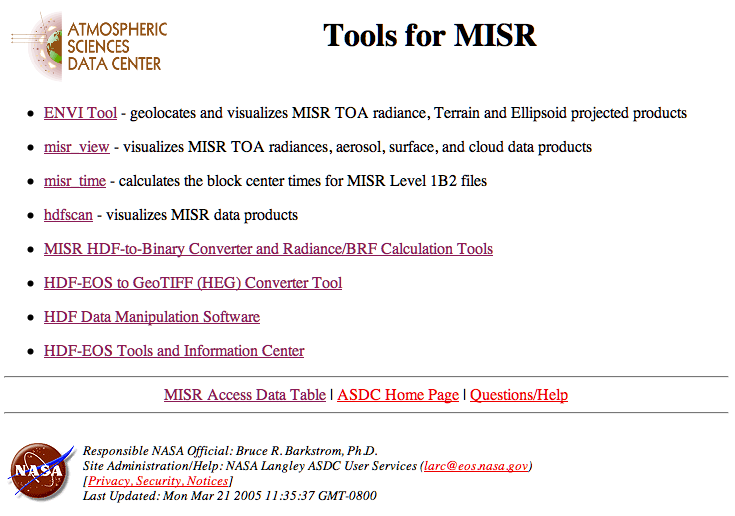 ATMOSPHERIC
SCIENCES
DATA CENTER
Tools for MISR
• ENVI Tool - geolocates and visualizes MISR TOA radiance, Terrain and Ellipsoid projected products
• misr_view - visualizes MISR TOA radiances, aerosol, surface, and cloud data products
• misr_time - calculates the block center times for MISR Level 1B2 files
• hdfscan - visualizes MISR data products
• MISR HDF-to-Binary Converter and Radiance/BRF Calculation Tools
• HDF-EOS to GeoTIFF (HEG) Converter Tool
• HDF Data Manipulation Software
• HDF-EOS Tools and Information Center
MISR Access Data Table | ASDC Home Page | Questions/Help
NASA
Responsible NASA Official: Bruce R. Barkstrom, Ph.D.
Site Administration/Help: NASA Langley ASDC User Services (larc@eos.nasa.gov)
[Privacy, Security, Notices]
Last Updated: Mon Mar 21 2005 11:35:37 GMT-0800